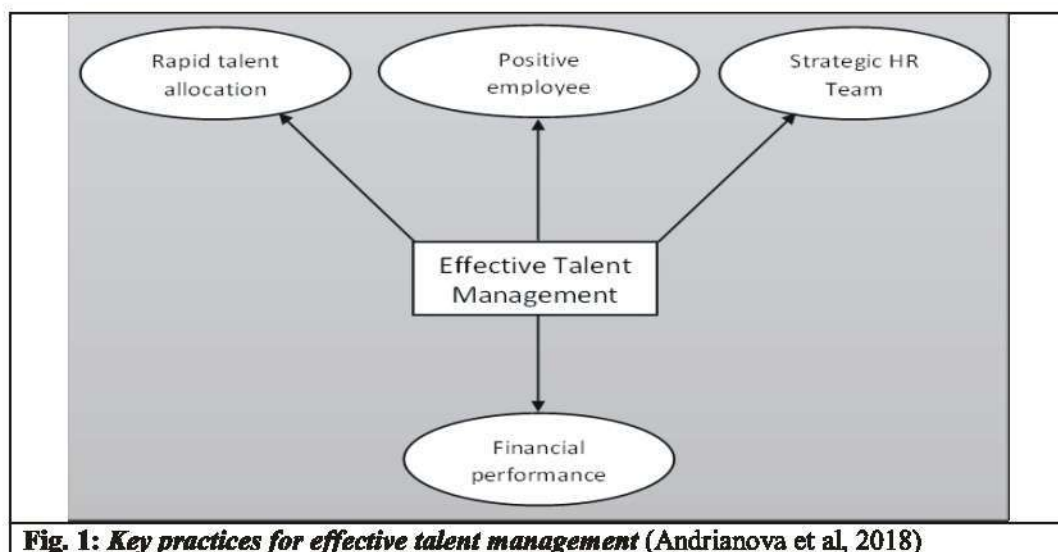 Rapid talent
allocation
Positive
employee
Strategic HR
Team
Effective Talent
Management
Financial
performance
Fig. 1: Key practices for effective talent management (Andrianova et al, 2018)